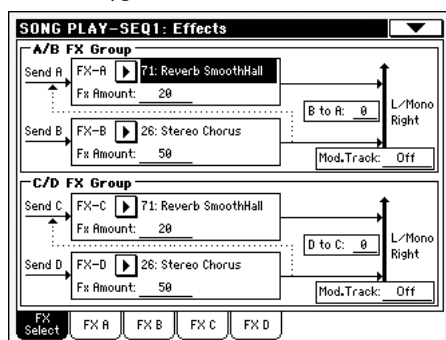 SONG PLAY-SEQ1: Effects
A/B FX Group
Send A FX-A 71: Reverb SmoothHall
Fx Amount: 20
B to A: 0 L/Mono
Right
Send B FX-B 26: Stereo Chorus
Fx Amount: 50
Mod.Track: Off
C/D FX Group
Send C FX-C 71: Reverb SmoothHall
Fx Amount: 20
D to C: 0 L/Mono
Right
Send D FX-D 26: Stereo Chorus
Fx Amount: 50
Mod.Track: Off
FX Select FX A FX B FX C FX D